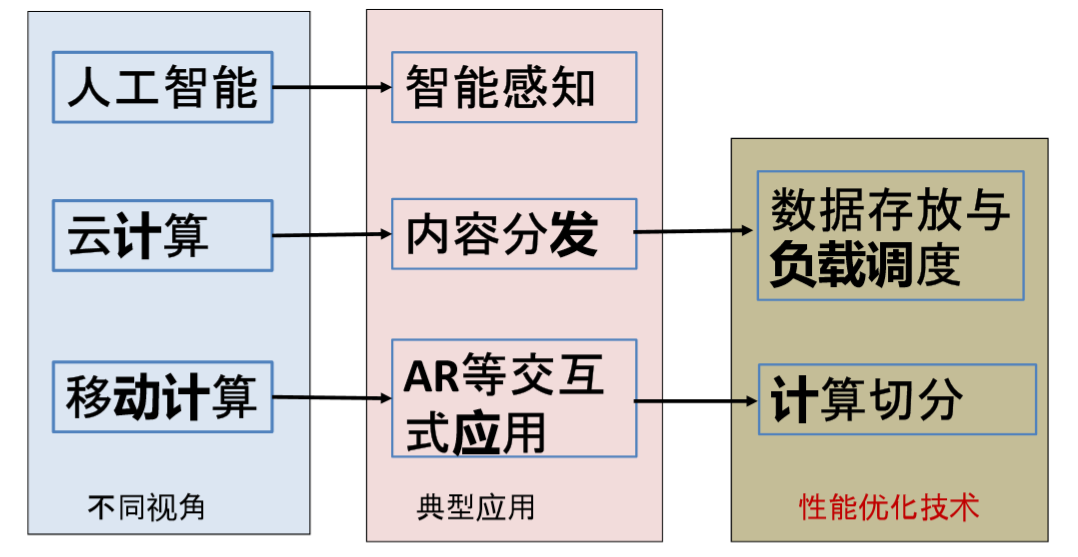 人工智能
云计算
移动计算
不同视角
智能感知
内容分发
AR等交互
式应用
典型应用
数据存放与
负载调度
计算切分
性能优化技术